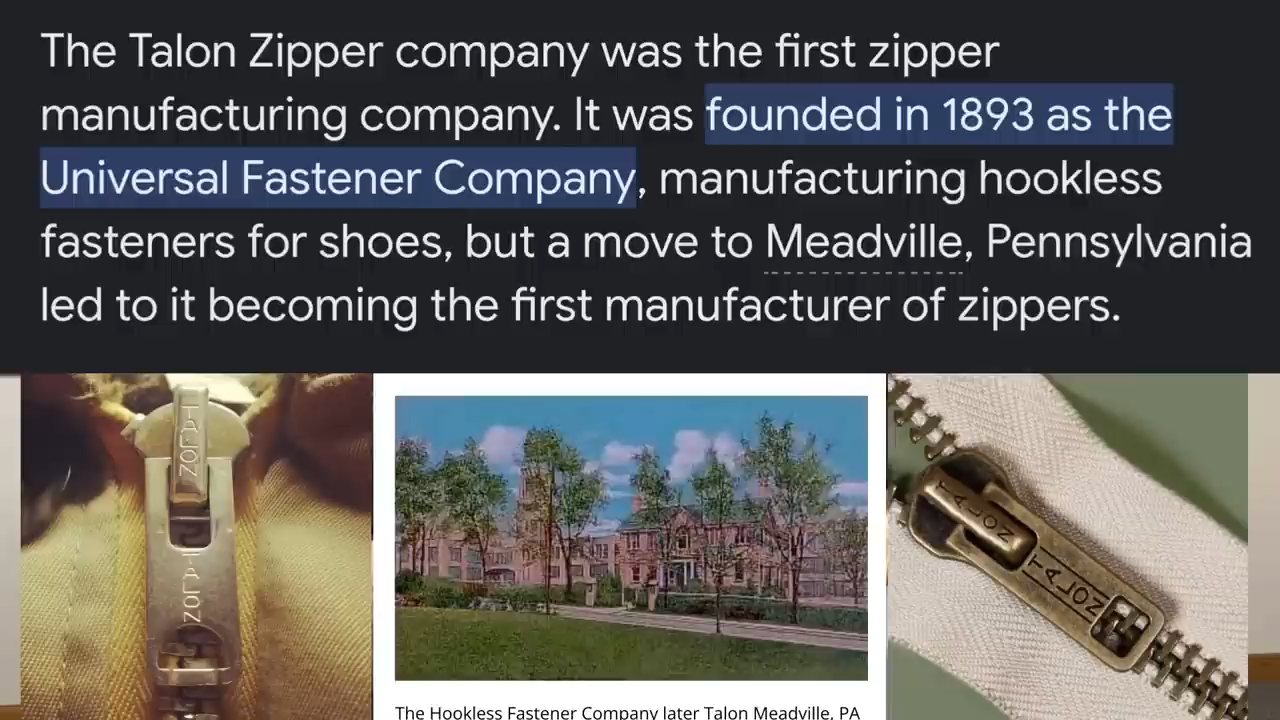 The Talon Zipper company was the first zipper
manufacturing company. It was founded in 1893 as the
Universal Fastener Company, manufacturing hookless
fasteners for shoes, but a move to Meadville, Pennsylvania
led to it becoming the first manufacturer of zippers.
TALON
TALON
The Hookless Fastener Company later Talon Meadville, PA
TALON
TALON